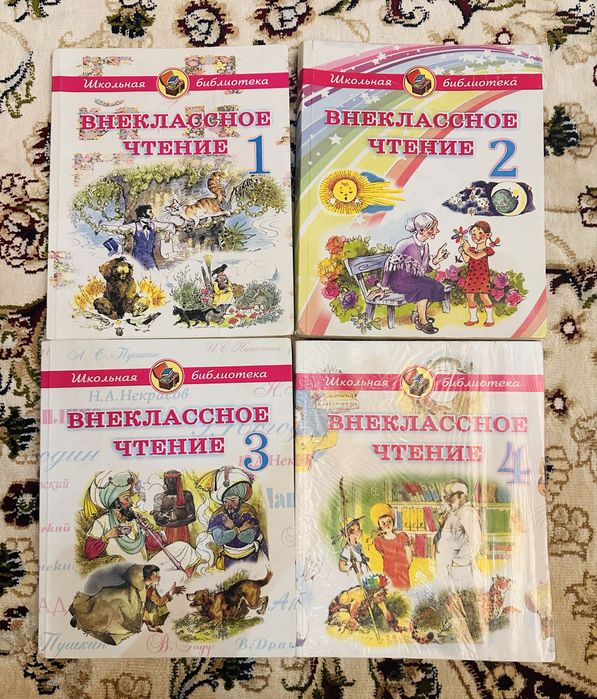 Школьная библиотека
ВНЕКЛАССНОЕ
ЧТЕНИЕ 1
Школьная библиотека
ВНЕКЛАССНОЕ
ЧТЕНИЕ 2
А. С. Пушкин И.С. Никитин
Школьная библиотека
Н.А.Некрасов
ВНЕКЛАССНОЕ
ЧТЕНИЕ 3
Пушкин В. В.Драг
Школьная библиотека
ВНЕКЛАССНОЕ
ЧТЕНИЕ 4